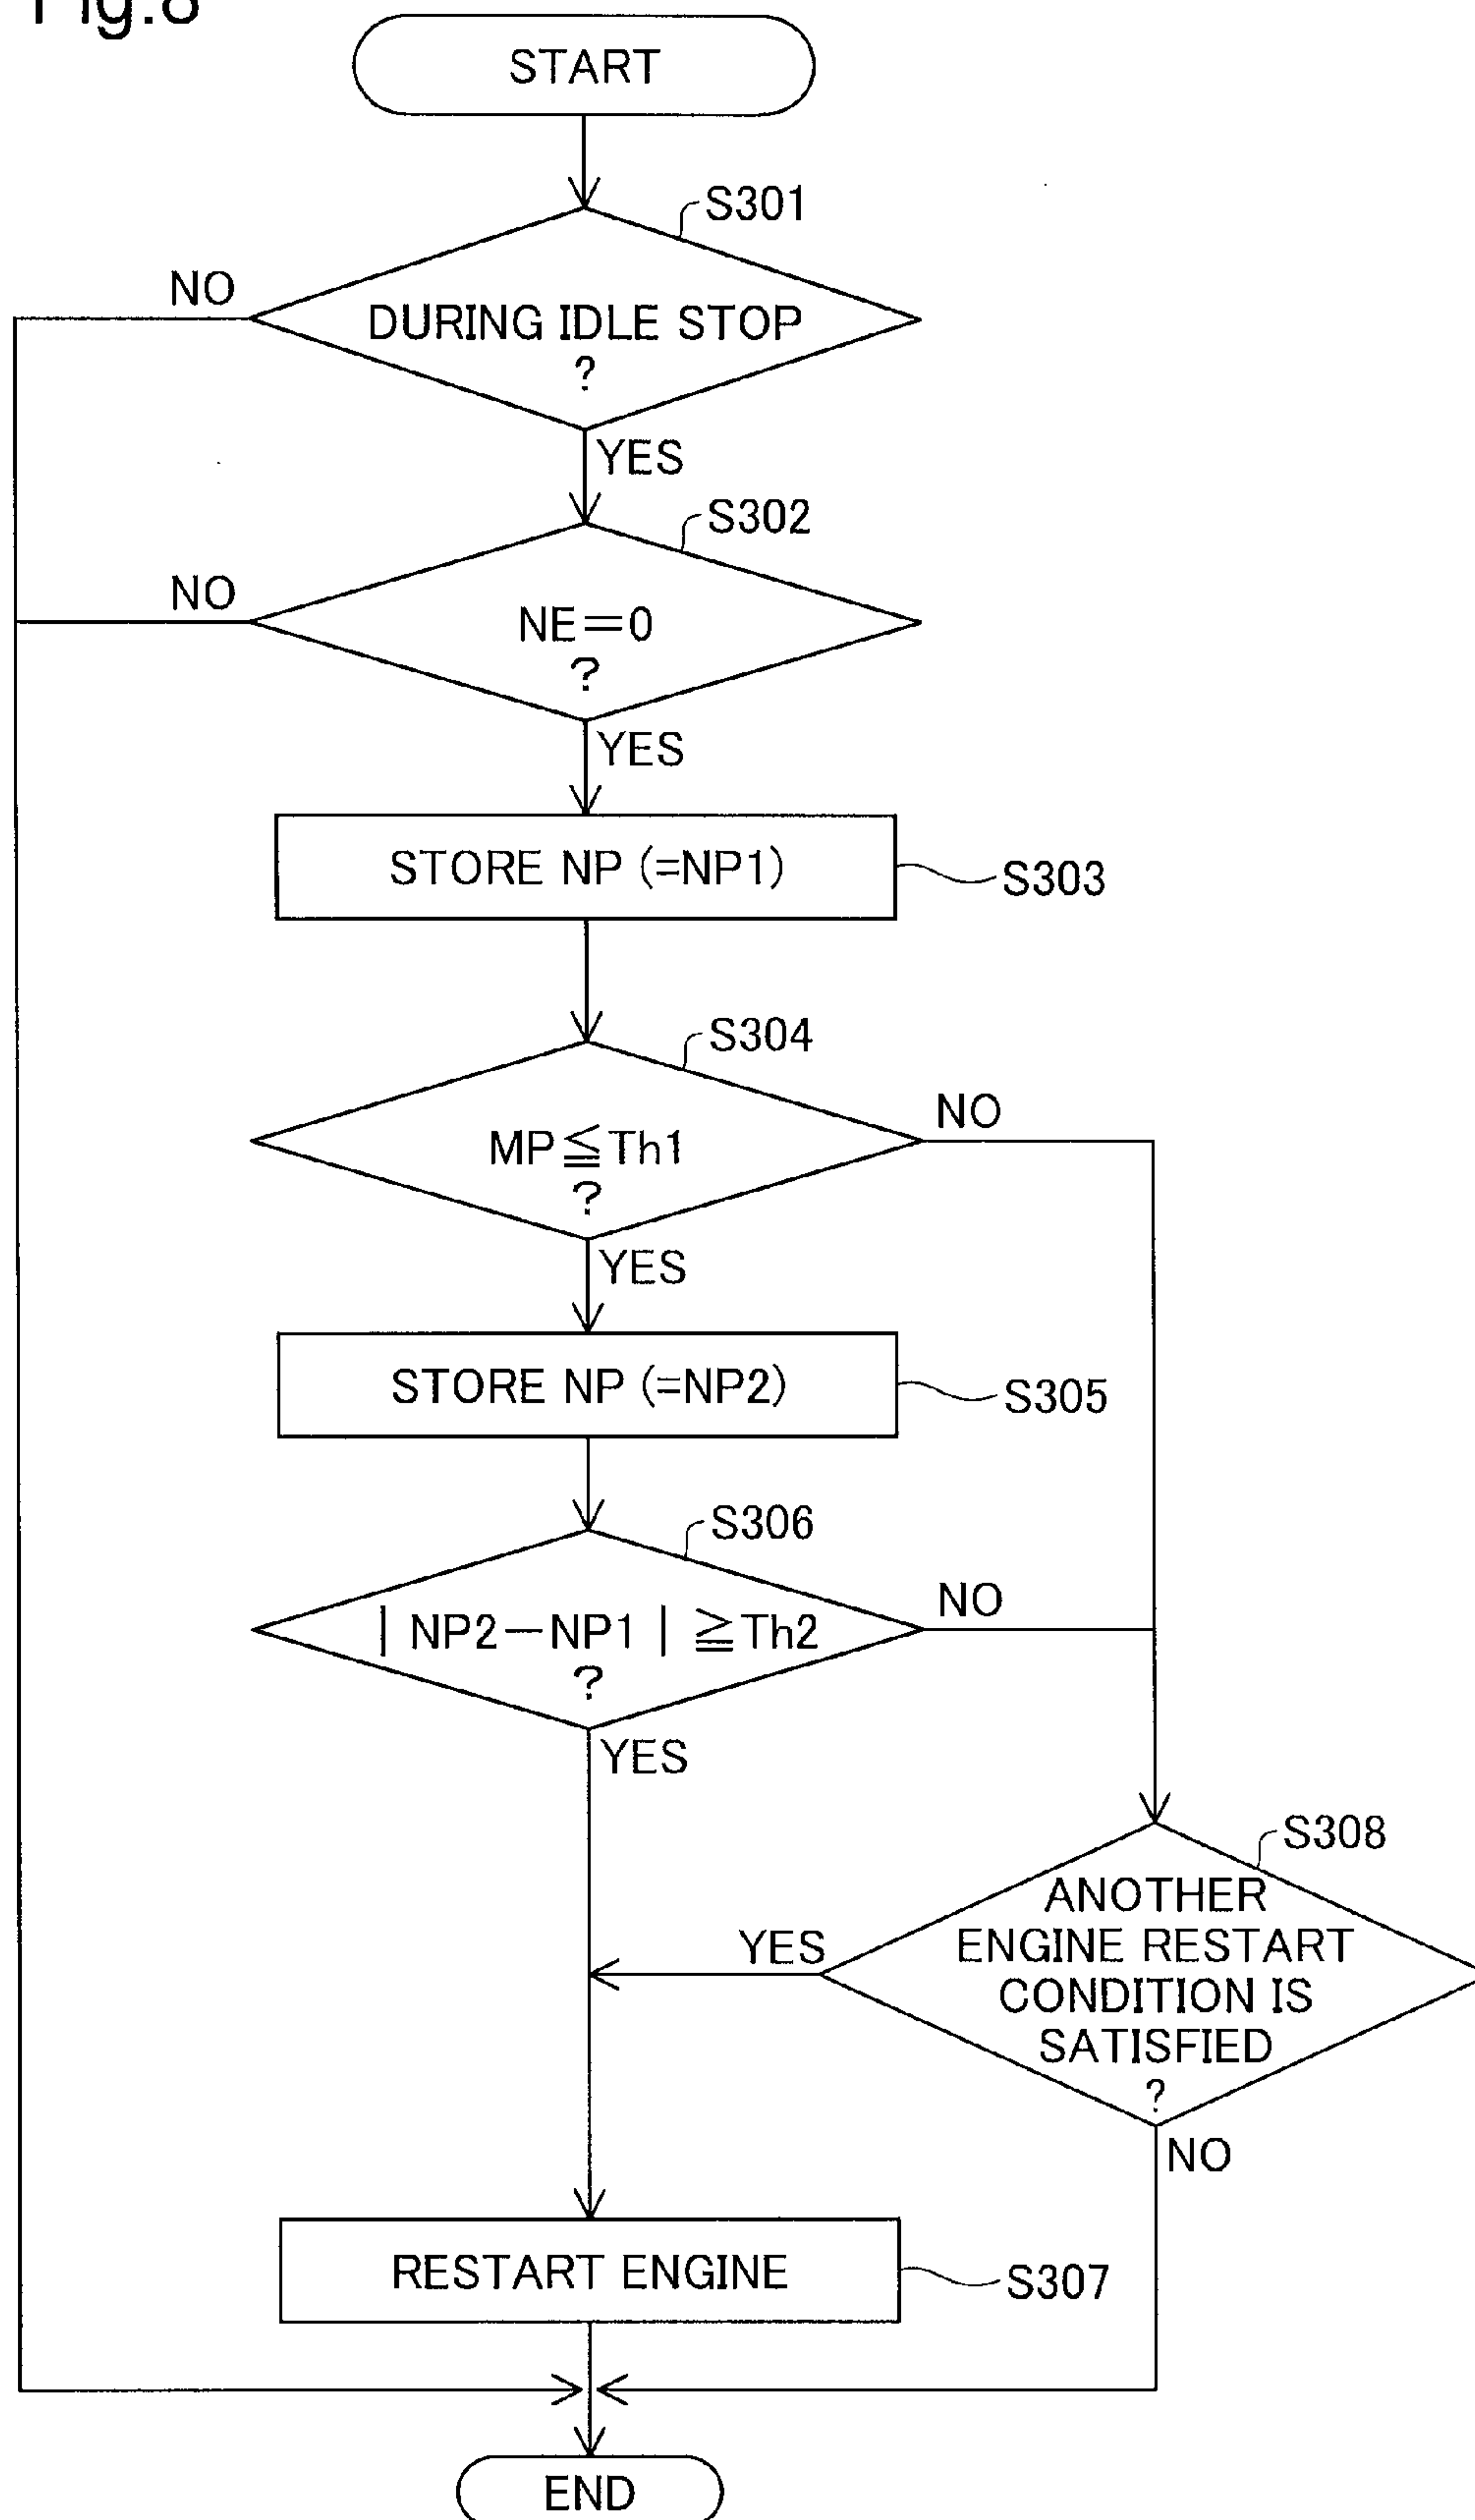 Fig.8
START
S301
NO
DURING IDLE STOP
?
YES
S302
NO
NE=0
?
YES
STORE NP (=NP1)
S303
S304
NO
MP≦Th1
?
YES
STORE NP (=NP2)
S305
S306
NO
| NP2−NP1 | ≧Th2
?
YES
S308
ANOTHER
ENGINE RESTART
CONDITION IS
SATISFIED
?
YES
NO
RESTART ENGINE
S307
END